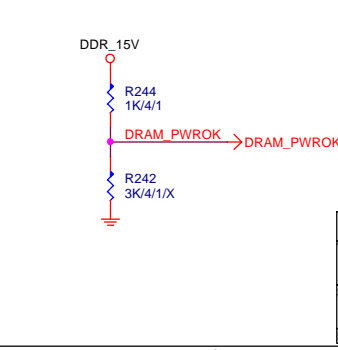 DDR_15V
R244
1K/4/1
DRAM_PWROK
DRAM_PWROK
R242
3K/4/1/X